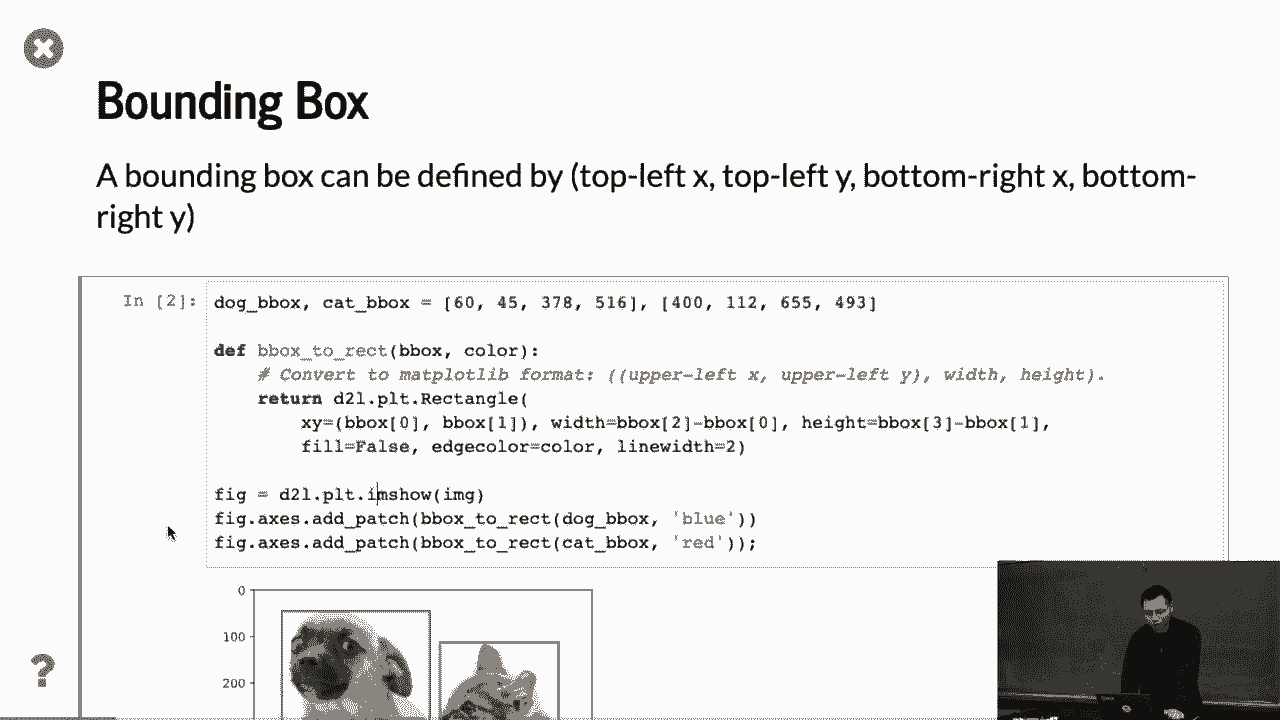 Bounding Box
A bounding box can be defined by (top-left x, top-left y, bottom-right x, bottom-
right y)
In [2]:
dog_bbox, cat_bbox = [60, 45, 378, 516], [400, 112, 655, 493]
def bbox_to_rect(bbox, color):
# Convert to matplotlib format: ((upper-left x, upper-left y), width, height).
return d2l.plt.Rectangle(
xy=(bbox[0], bbox[1]), width=bbox[2]-bbox[0], height=bbox[3]-bbox[1],
fill=False, edgecolor=color, linewidth=2)
fig = d2l.plt.imshow(img)
fig.axes.add_patch(bbox_to_rect(dog_bbox, 'blue'))
fig.axes.add_patch(bbox_to_rect(cat_bbox, 'red'));
0
100
200
?